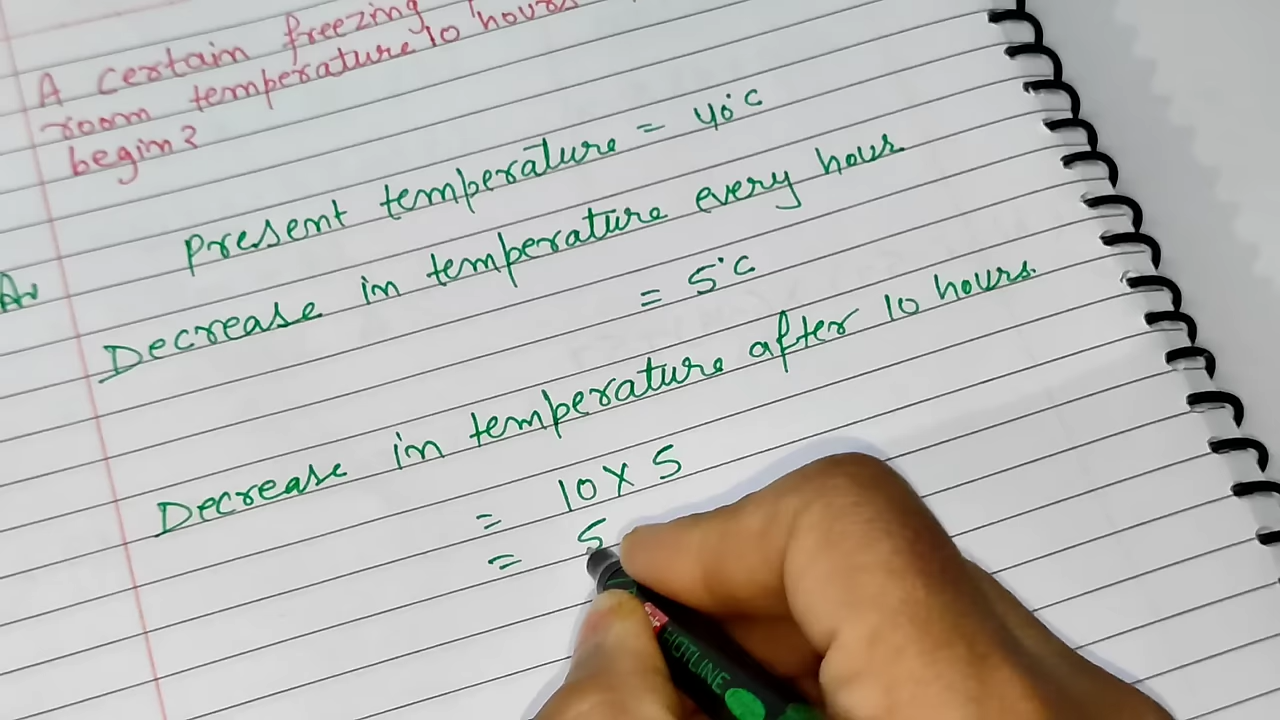 A certain freezing
room temperature 10 hours
begin?
Ar
Present temperature = 40°C
Decrease in temperature every hour
= 5°C
Decrease in temperature after 10 hours.
= 10 X 5
= 5
HOTLINE